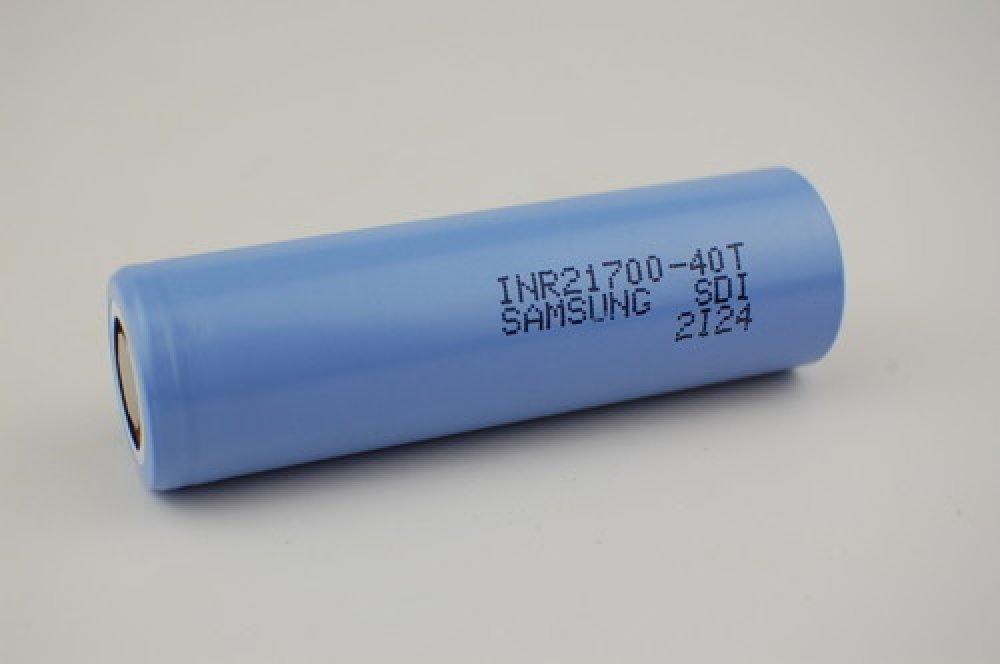 INR21700-40T
SAMSUNG SDI
2I24